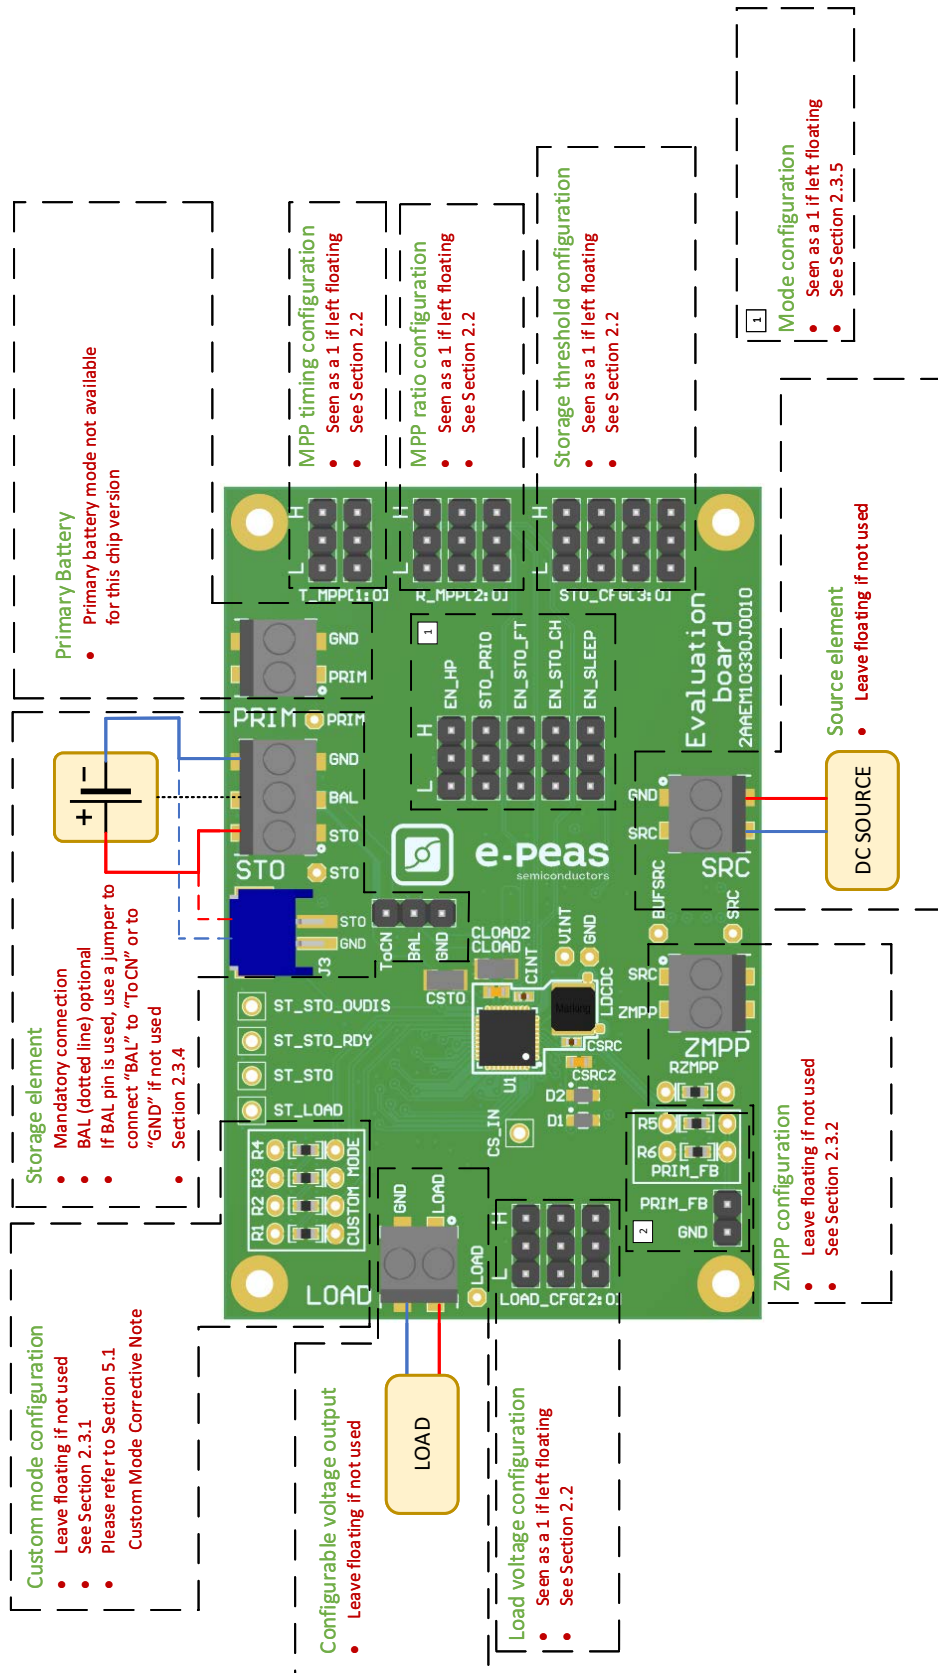 Custom mode configuration
• Leave floating if not used
• See Section 2.3.1
• Please refer to Section 5.1
Custom Mode Corrective Note
Storage element
• Mandatory connection
• BAL (dotted line) optional
• If BAL pin is used, use a jumper to
connect “BAL” to “ToCN” or to
“GND” if not used
• Section 2.3.4
+
−
Primary Battery
• Primary battery mode not available
for this chip version
MPP timing configuration
• Seen as a 1 if left floating
• See Section 2.2
MPP ratio configuration
• Seen as a 1 if left floating
• See Section 2.2
Storage threshold configuration
• Seen as a 1 if left floating
• See Section 2.2
1
Mode configuration
• Seen as a 1 if left floating
• See Section 2.3.5
Configurable voltage output
• Leave floating if not used
LOAD
Load voltage configuration
• Seen as a 1 if left floating
• See Section 2.2
ZMPP configuration
• Leave floating if not used
• See Section 2.3.2
Source element
• Leave floating if not used
DC SOURCE
R1 R2 R3 R4
CUSTOM MODE
ST_LOAD
ST_STO
ST_STO_RDY
ST_STO_OVDIS
J3
GND STO
STO
STO
STO BAL GND
PRIM
PRIM
PRIM GND
L H
T_MPP[1:0]
L H
R_MPP[2:0]
L H
STO_CFG[3:0]
1
L H
EN_HP
STO_PRIO
EN_STO_FT
EN_STO_CH
EN_SLEEP
ToCN
BAL
GND
CSTO
CLOAD2
CLOAD
CINT
VINT
GND
LDCDC
Marking
CSRC
CSRC2
U1
D2
D1
CS_IN
e-peas
semiconductors
LOAD
GND
LOAD
LOAD
L H
LOAD_CFG[2:0]
2
PRIM_FB
GND
R5
R6
PRIM_FB
RZMPP
ZMPP
ZMPP SRC
BUFSRC
SRC
SRC
SRC GND
Evaluation
board
2AAEM10330J0010